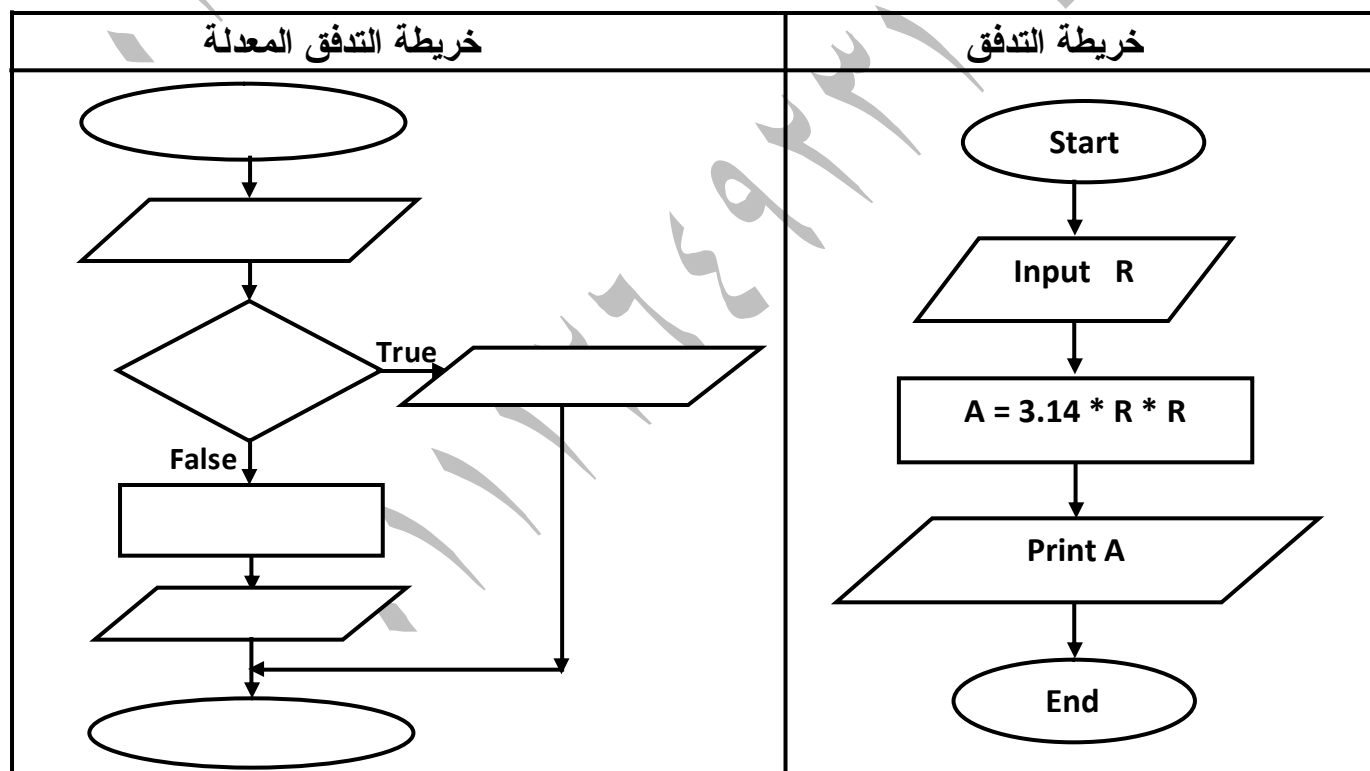 خريطة التدفق
خريطة التدفق المعدلة
Start
Input R
A = 3.14 * R * R
Print A
End
True
False